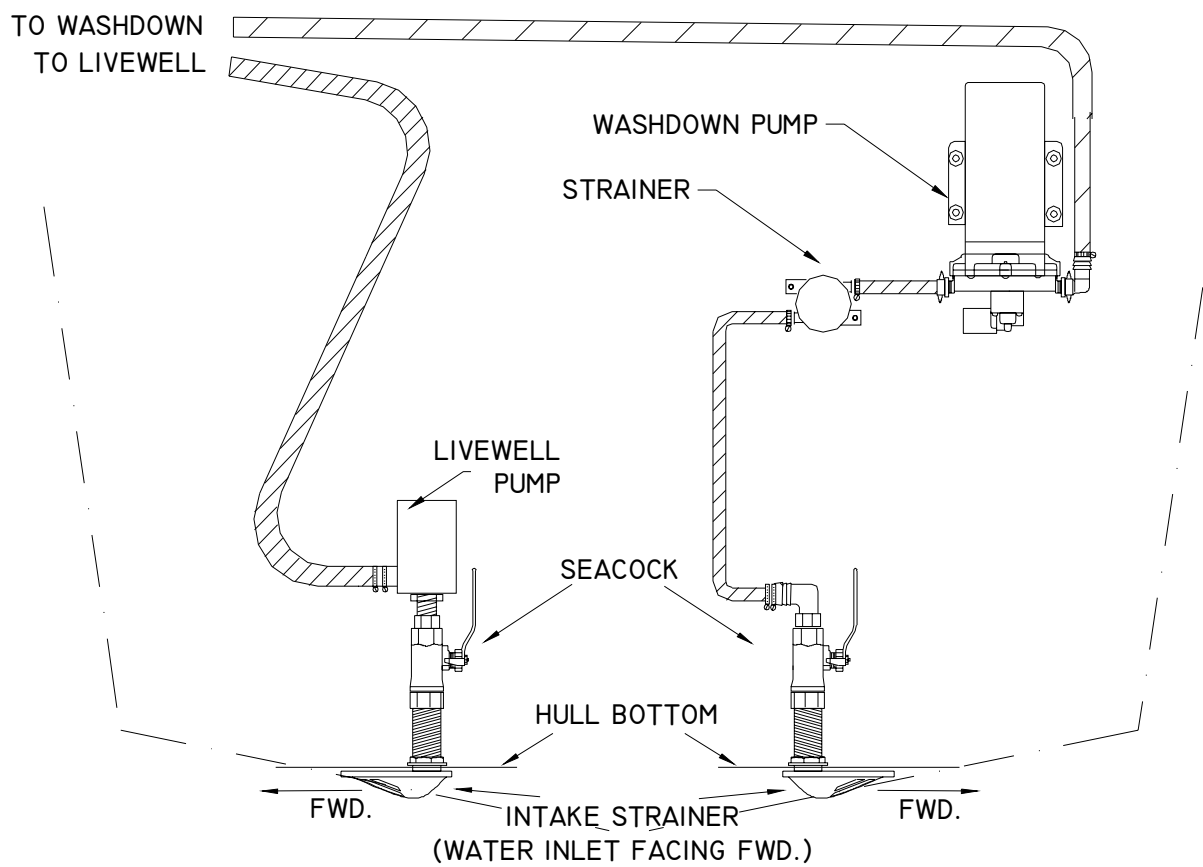 TO WASHDOWN
TO LIVEWELL
WASHDOWN PUMP
STRAINER
LIVEWELL
PUMP
SEACOCK
HULL BOTTOM
FWD.
INTAKE STRAINER
FWD.
(WATER INLET FACING FWD.)